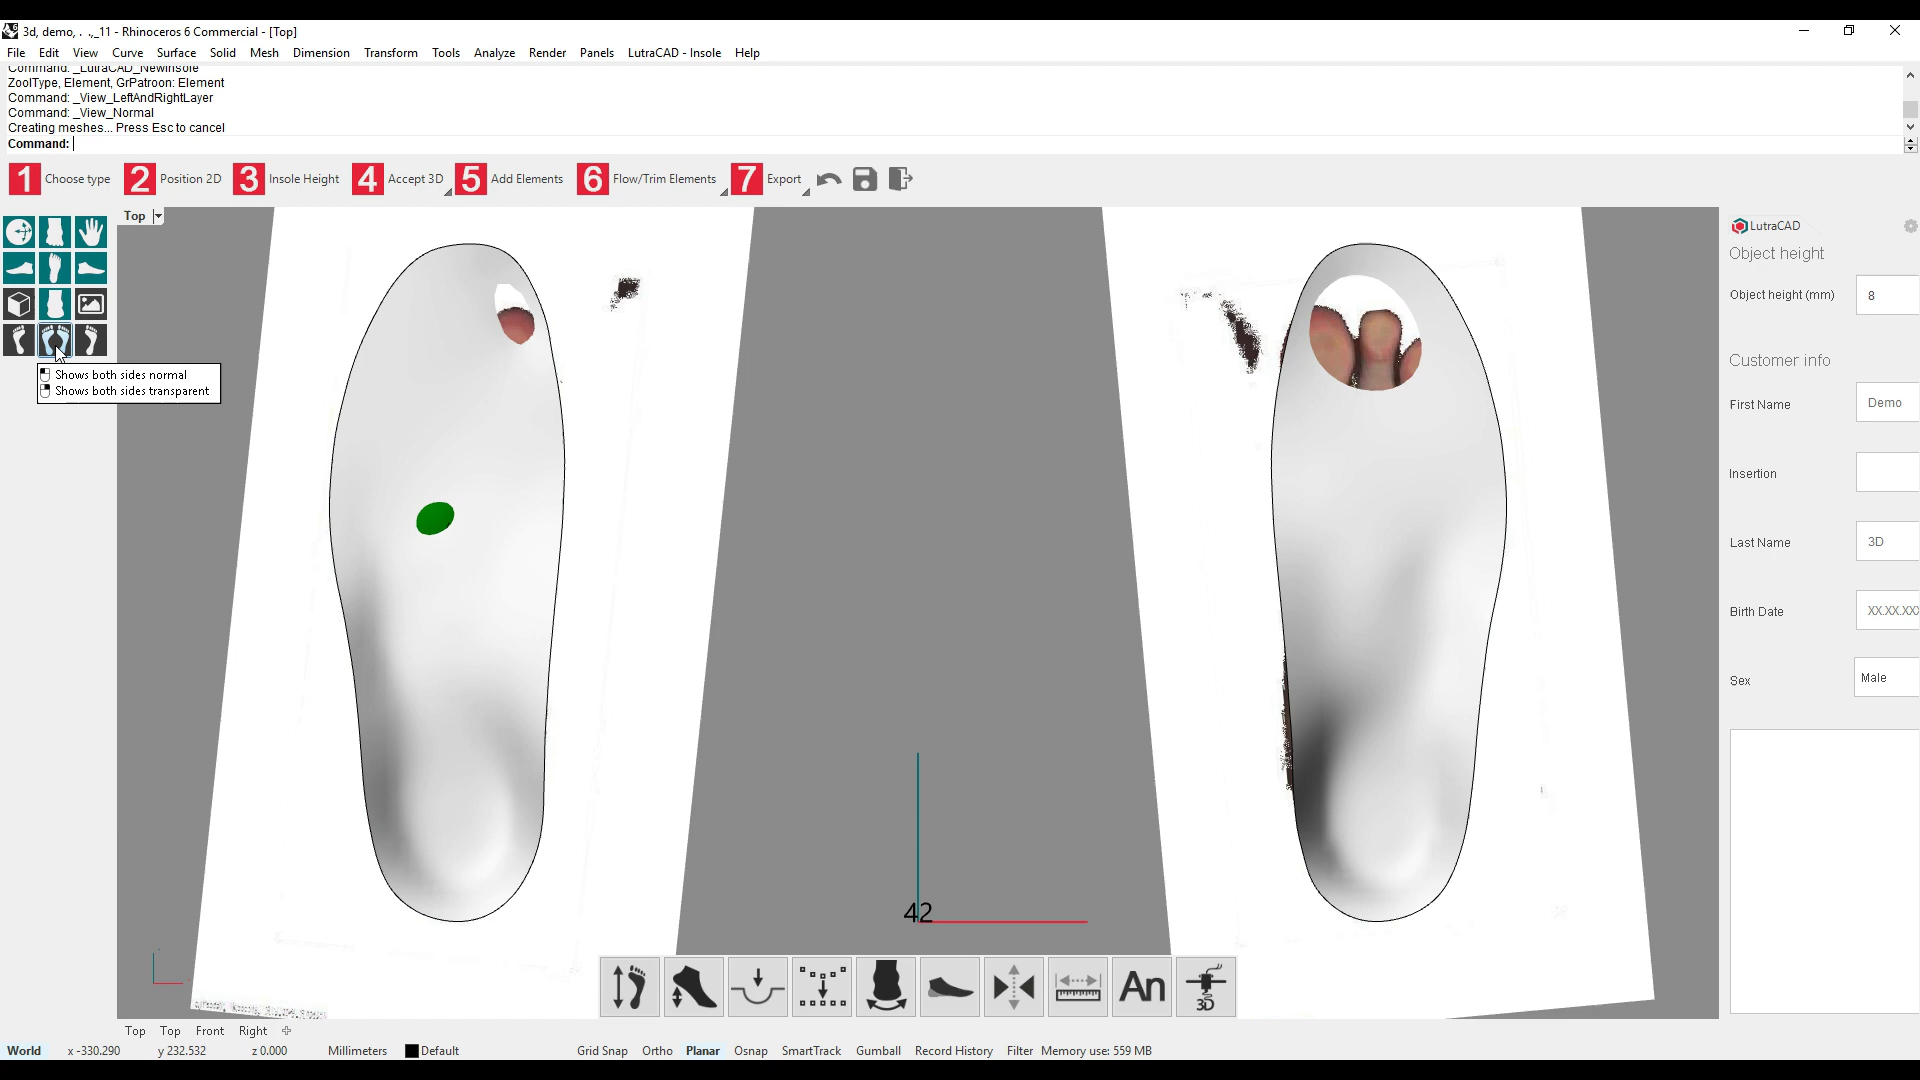 3d, demo, . .,_11 - Rhinoceros 6 Commercial - [Top]
File Edit View Curve Surface Solid Mesh Dimension Transform Tools Analyze Render Panels LutraCAD - Insole Help
Command: _LutraCAD_NewInsole
ZoolType, Element, GrPatroon: Element
Command: _View_LeftAndRightLayer
Command: _View_Normal
Creating meshes... Press Esc to cancel
Command:
1 Choose type 2 Position 2D 3 Insole Height 4 Accept 3D 5 Add Elements 6 Flow/Trim Elements 7 Export
Top
LutraCAD
Object height
Object height (mm) 8
Customer info
First Name Demo
Insertion
Last Name 3D
Birth Date XX.XX.XX
Sex Male
Shows both sides normal
Shows both sides transparent
42
An
3D
Top Top Front Right
World x -330.290 y 232.532 z 0.000 Millimeters Default Grid Snap Ortho Planar Osnap SmartTrack Gumball Record History Filter Memory use: 559 MB